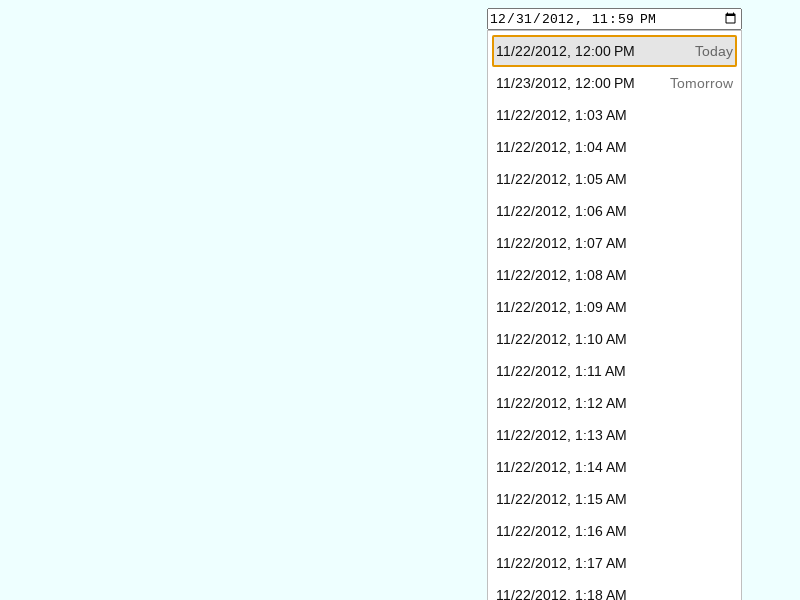 12/31/2012, 11:59 PM
11/22/2012, 12:00 PM Today
11/23/2012, 12:00 PM Tomorrow
11/22/2012, 1:03 AM
11/22/2012, 1:04 AM
11/22/2012, 1:05 AM
11/22/2012, 1:06 AM
11/22/2012, 1:07 AM
11/22/2012, 1:08 AM
11/22/2012, 1:09 AM
11/22/2012, 1:10 AM
11/22/2012, 1:11 AM
11/22/2012, 1:12 AM
11/22/2012, 1:13 AM
11/22/2012, 1:14 AM
11/22/2012, 1:15 AM
11/22/2012, 1:16 AM
11/22/2012, 1:17 AM
11/22/2012, 1:18 AM